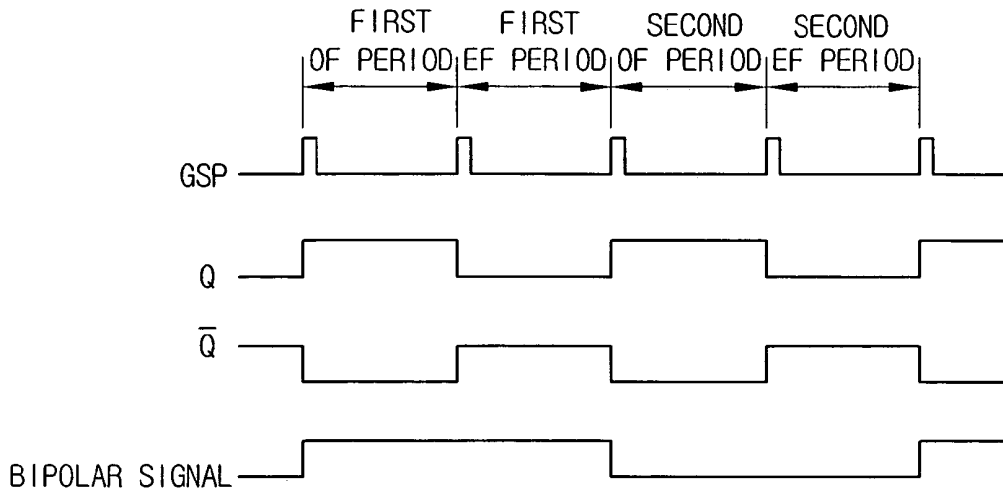 FIRST OF PERIOD
FIRST EF PERIOD
SECOND OF PERIOD
SECOND EF PERIOD
GSP
Q
Q̅
BIPOLAR SIGNAL